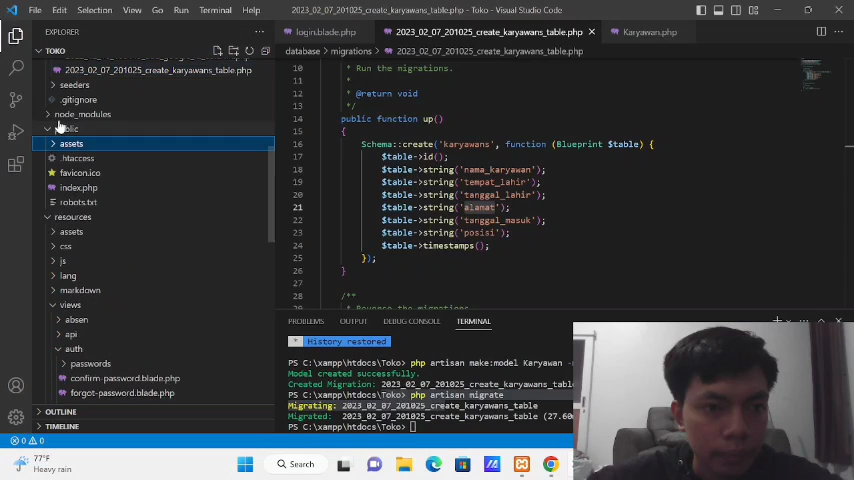 File Edit Selection View Go Run Terminal Help
2023_02_07_201025_create_karyawans_table.php - Toko - Visual Studio Code
EXPLORER
login.blade.php
2023_02_07_201025_create_karyawans_table.php
Karyawan.php
TOKO
database > migrations > 2023_02_07_201025_create_karyawans_table.php
2023_02_07_201025_create_karyawans_table.php
seeders
.gitignore
node_modules
public
assets
.htaccess
favicon.ico
index.php
robots.txt
resources
assets
css
js
lang
markdown
views
absen
api
auth
passwords
confirm-password.blade.php
forgot-password.blade.php
OUTLINE
TIMELINE
10 * Run the migrations.
11 *
12 * @return void
13 */
14 public function up()
15 {
16 Schema::create('karyawans', function (Blueprint $table) {
17 $table->id();
18 $table->string('nama_karyawan');
19 $table->string('tempat_lahir');
20 $table->string('tanggal_lahir');
21 $table->string('alamat');
22 $table->string('tanggal_masuk');
23 $table->string('posisi');
24 $table->timestamps();
25 });
26 }
27
28 /**
PROBLEMS OUTPUT DEBUG CONSOLE TERMINAL
* History restored
PS C:\xampp\htdocs\Toko> php artisan make:model Karyawan
Model created successfully.
Created Migration: 2023_02_07_201025_create_karyawans_table
PS C:\xampp\htdocs\Toko> php artisan migrate
Migrating: 2023_02_07_201025_create_karyawans_table
Migrated: 2023_02_07_201025_create_karyawans_table (27.60
PS C:\xampp\htdocs\Toko>
0 0
77°F
Heavy rain
Search